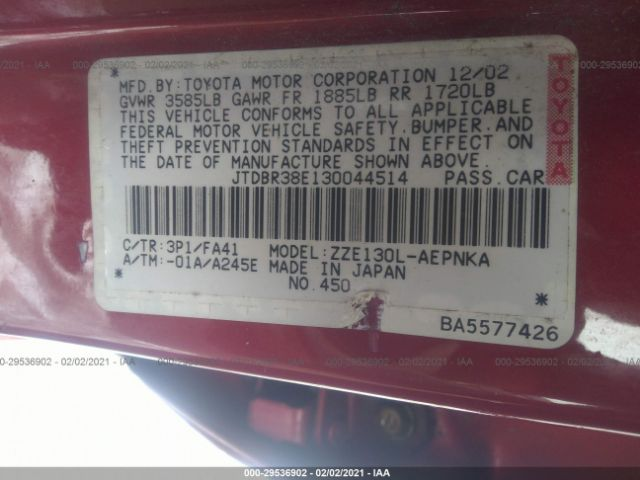 MFD.BY:TOYOTA MOTOR CORPORATION 12/02
GVWR 3585LB GAWR FR 1885LB RR 1720LB
THIS VEHICLE CONFORMS TO ALL APPLICABLE
FEDERAL MOTOR VEHICLE SAFETY.BUMPER.AND
THEFT PREVENTION STANDARDS IN EFFECT ON
THE DATE OF MANUFACTURE SHOWN ABOVE.
JTDBR38E130044514 PASS.CAR
TOYOTA
C/TR:3P1/FA41 MODEL:ZZE130L-AEPNKA
A/TM:-01A/A245E MADE IN JAPAN
NO.450
BA5577426
000-29536902 - 02/02/2021 - IAA